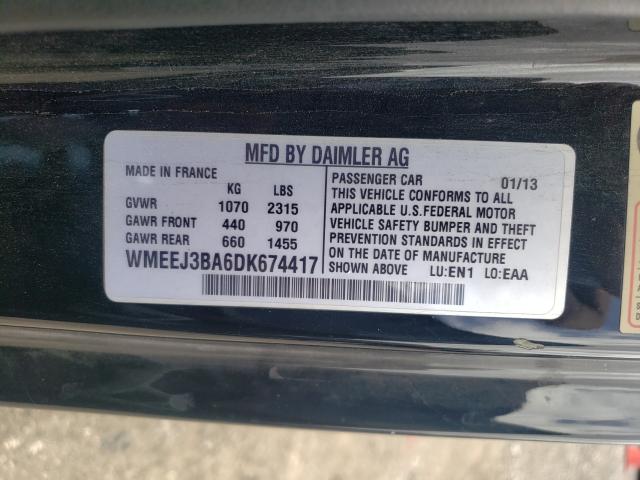 MFD BY DAIMLER AG
MADE IN FRANCE
KG LBS
GVWR 1070 2315
GAWR FRONT 440 970
GAWR REAR 660 1455
WMEEJ3BA6DK674417
PASSENGER CAR 01/13
THIS VEHICLE CONFORMS TO ALL
APPLICABLE U.S.FEDERAL MOTOR
VEHICLE SAFETY BUMPER AND THEFT
PREVENTION STANDARDS IN EFFECT
ON THE DATE OF MANUFACTURE
SHOWN ABOVE LU:EN1 LO:EAA